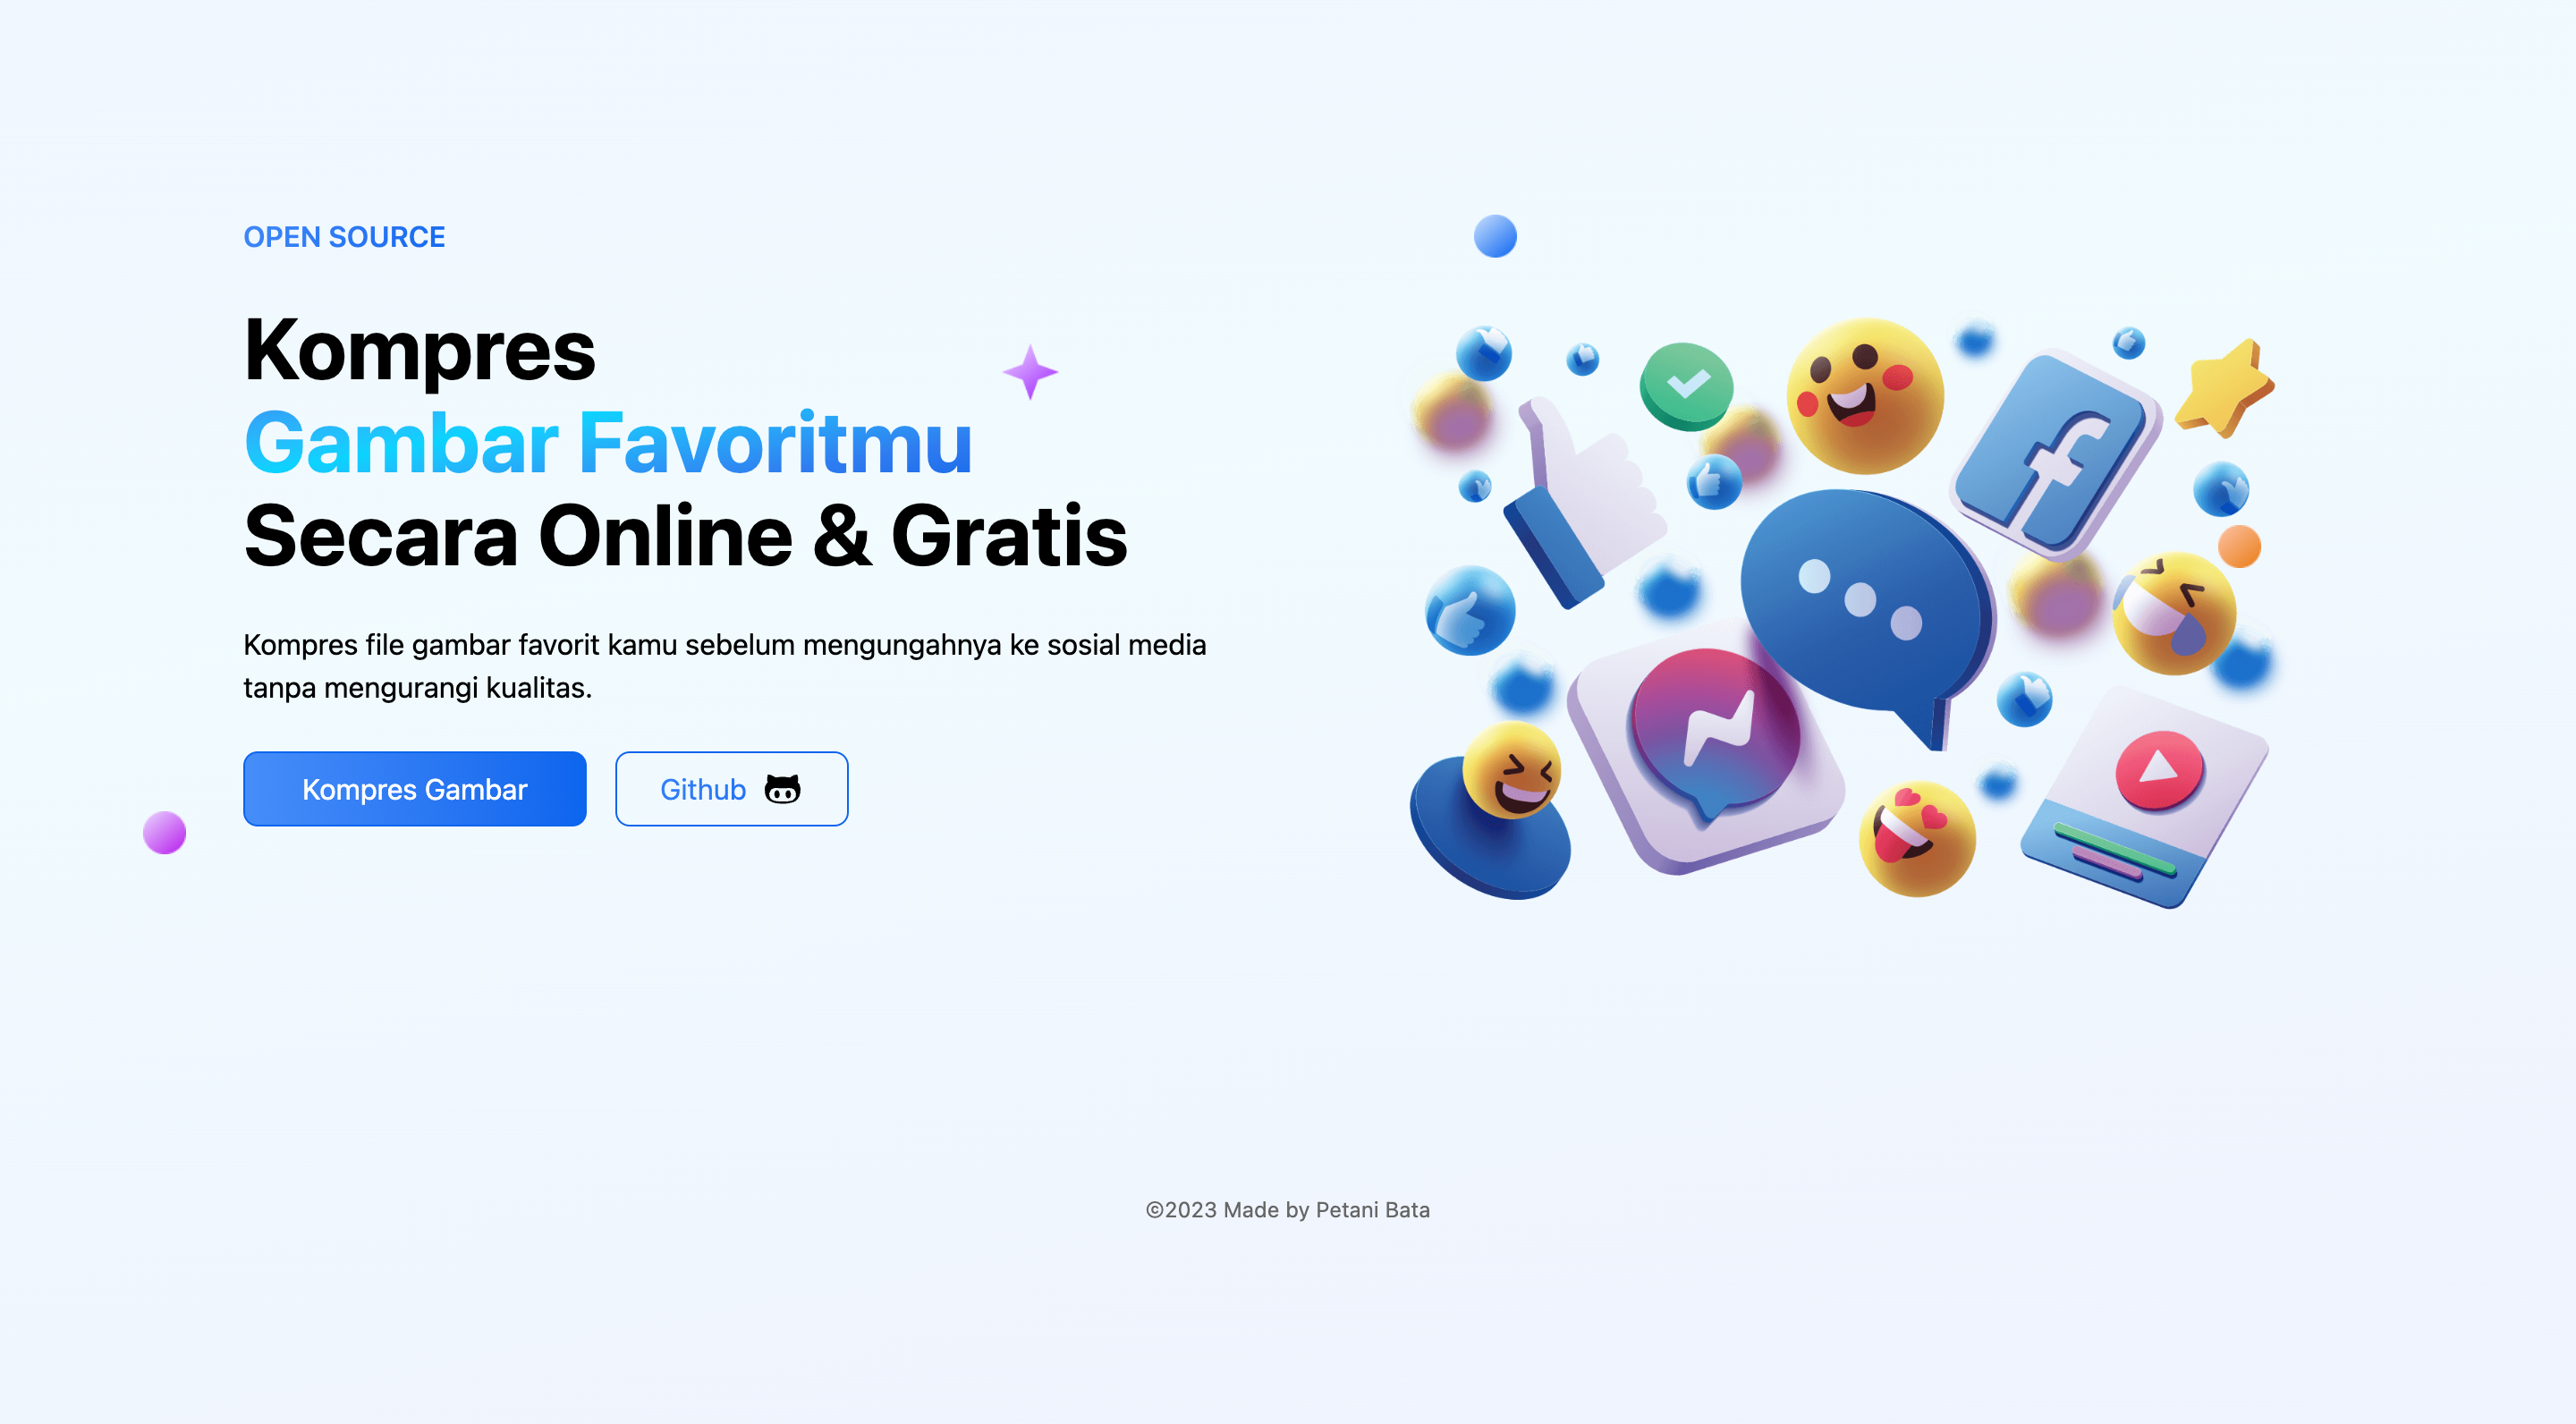 OPEN SOURCE
Kompres
Gambar Favoritmu
Secara Online & Gratis
Kompres file gambar favorit kamu sebelum mengungahnya ke sosial media
tanpa mengurangi kualitas.
Kompres Gambar
Github
©2023 Made by Petani Bata